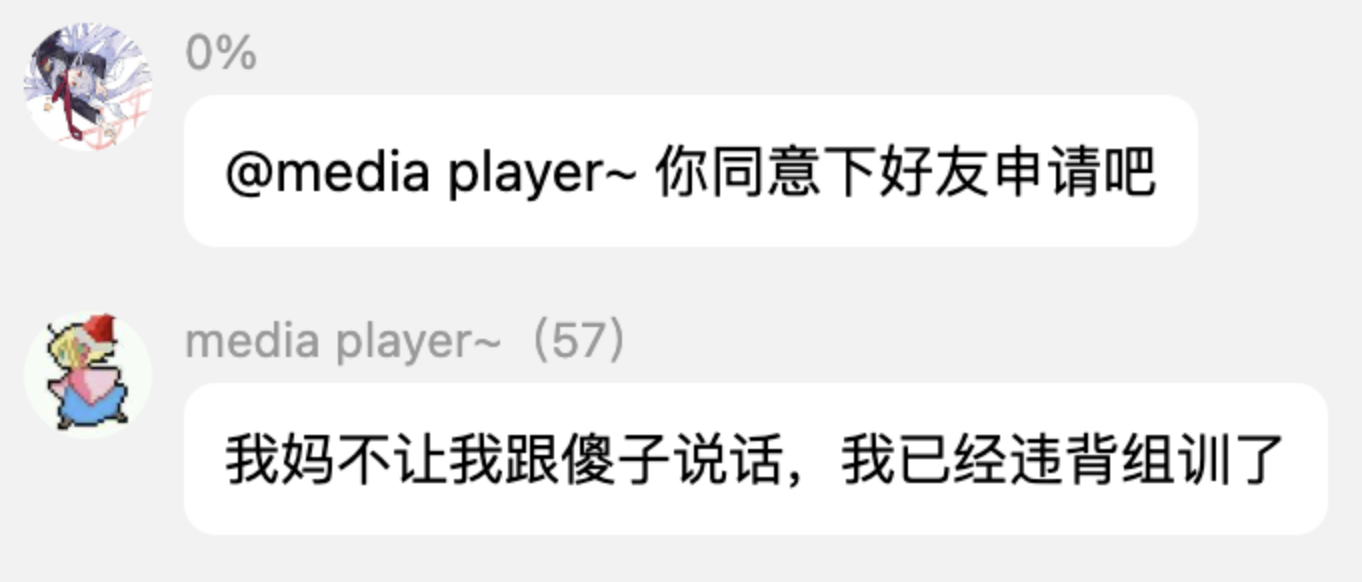 0%
@media player~ 你同意下好友申请吧
media player~（57）
我妈不让我跟傻子说话，我已经违背组训了